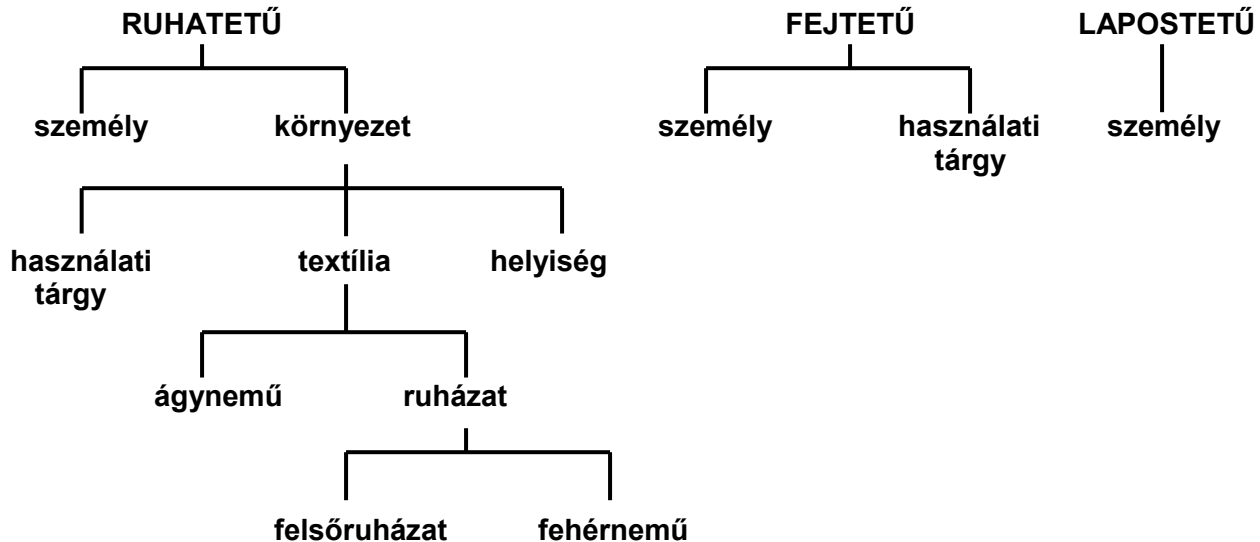 RUHATETŰ FEJTETŰ LAPOSTETŰ
személy környezet személy használati személy
tárgy
használati textília helyiség
tárgy
ágynemű ruházat
felsőruházat fehérnemű